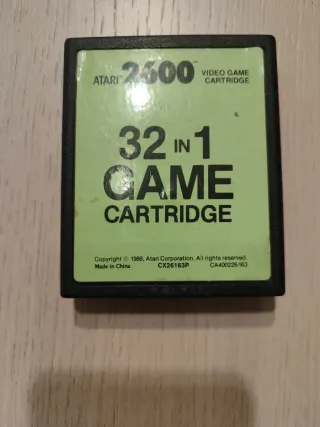 ATARI® 2600™ VIDEO GAME
CARTRIDGE
32 IN 1
GAME
CARTRIDGE
Copyright © 1988, Atari Corporation. All rights reserved.
Made in China CX26163P CA400226-163